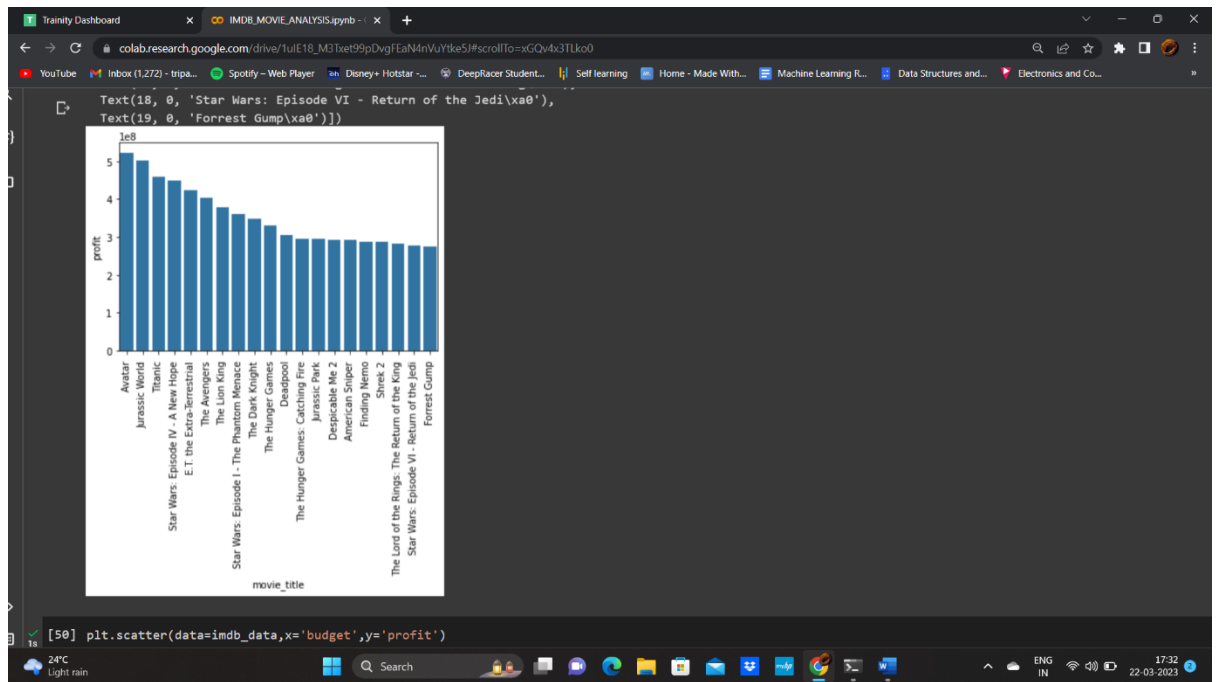 Trainity Dashboard
IMDB_MOVIE_ANALYSIS.ipynb -
colab.research.google.com/drive/1ulE18_M3Txet99pDvgFEaN4nVuYtke5J#scrollTo=xGQv4x3TLko0
YouTube Inbox (1,272) - tripa... Spotify – Web Player Disney+ Hotstar -... DeepRacer Student... Self learning Home - Made With... Machine Learning R... Data Structures and... Electronics and Co... »
Text(18, 0, 'Star Wars: Episode VI - Return of the Jedi\xa0'),
Text(19, 0, 'Forrest Gump\xa0')])
1e8
5
4
3
2
1
0
profit
Avatar
Jurassic World
Titanic
Star Wars: Episode IV - A New Hope
E.T. the Extra-Terrestrial
The Avengers
The Lion King
Star Wars: Episode I - The Phantom Menace
The Dark Knight
The Hunger Games
Deadpool
The Hunger Games: Catching Fire
Jurassic Park
Despicable Me 2
American Sniper
Finding Nemo
Shrek 2
The Lord of the Rings: The Return of the King
Star Wars: Episode VI - Return of the Jedi
Forrest Gump
movie_title
[50] plt.scatter(data=imdb_data,x='budget',y='profit')
1s
24°C
Light rain
Search
ENG
IN
17:32
22-03-2023
2